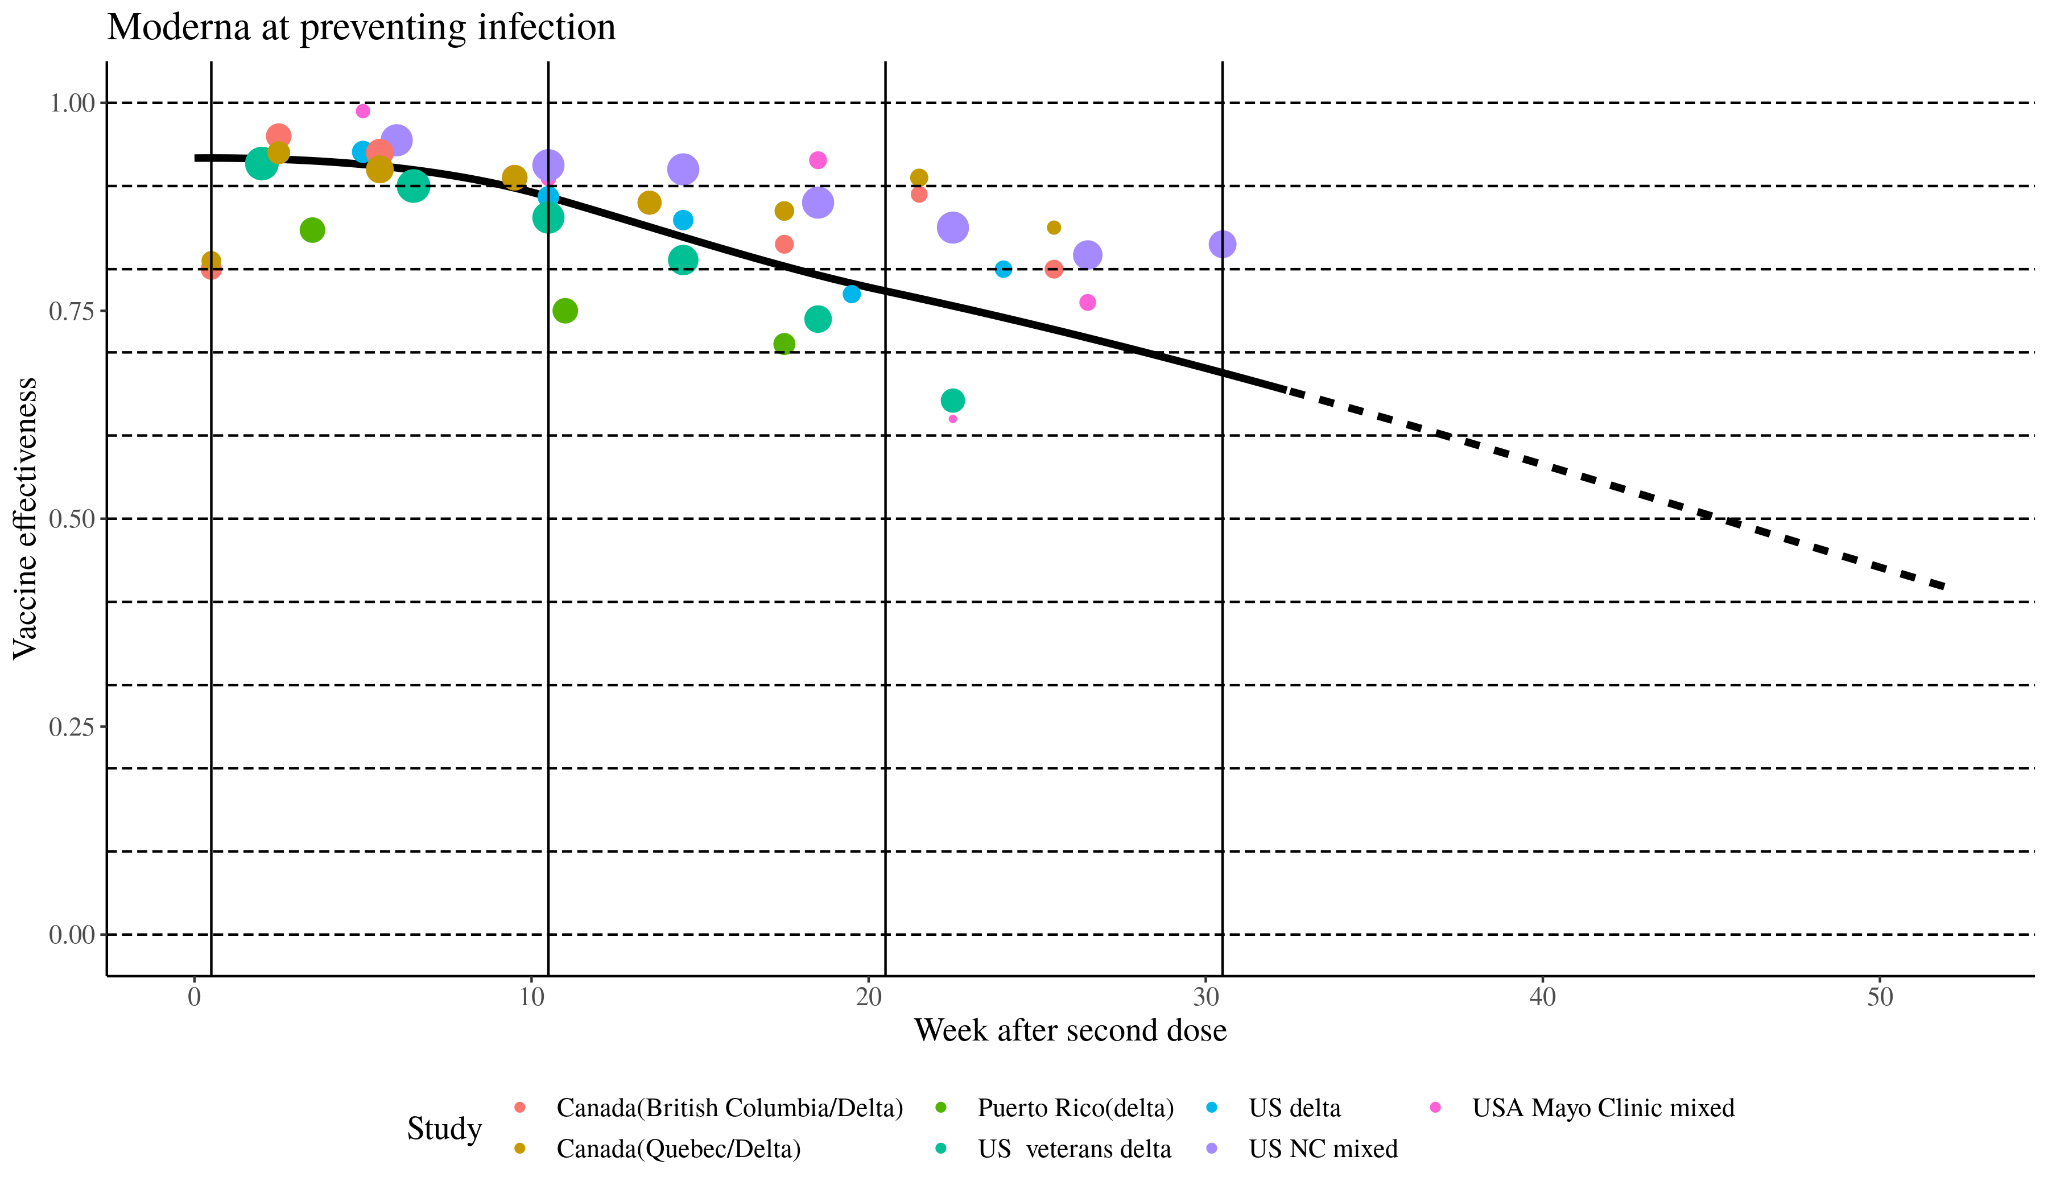 Moderna at preventing infection
1.00
0.75
0.50
0.25
0.00
Vaccine effectiveness
0 10 20 30 40 50
Week after second dose
Study
Canada(British Columbia/Delta) Puerto Rico(delta) US delta USA Mayo Clinic mixed
Canada(Quebec/Delta) US  veterans delta US NC mixed